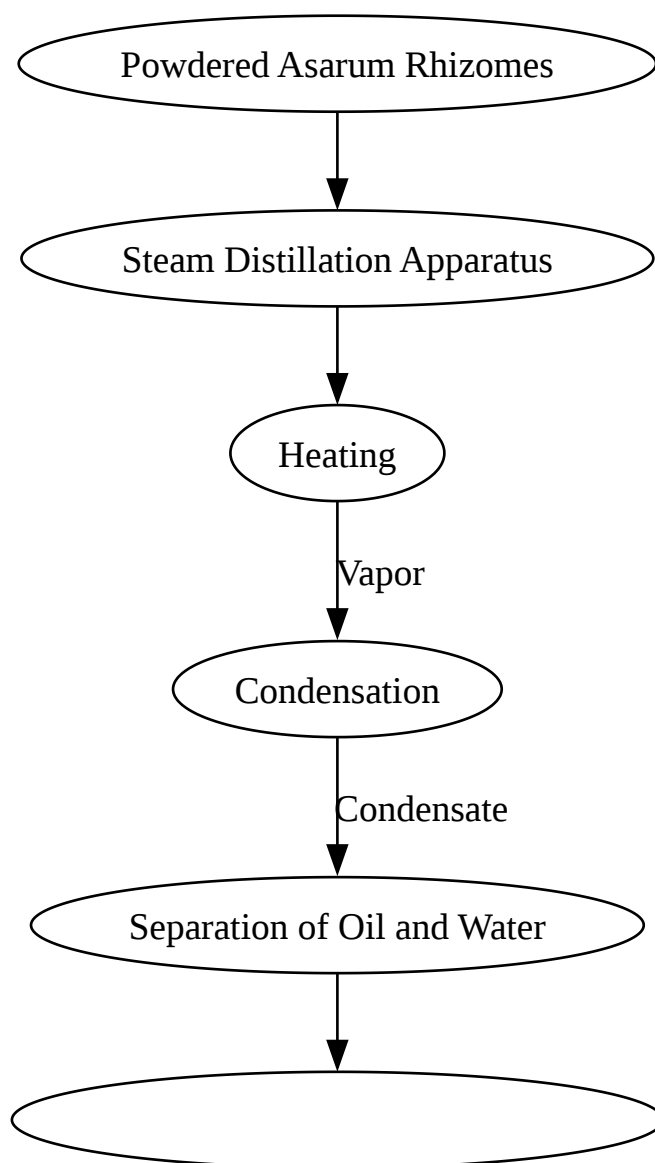 Powdered Asarum Rhizomes
Steam Distillation Apparatus
Heating
Vapor
Condensation
Condensate
Separation of Oil and Water